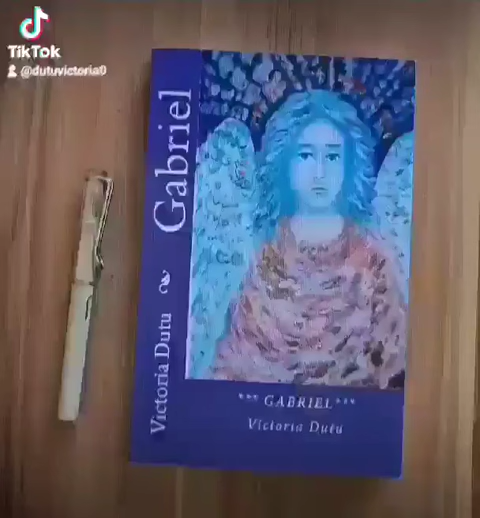 TikTok
@dutuvictoria0
Victoria Dutu Gabriel
*** GABRIEL ***
Victoria Dutu